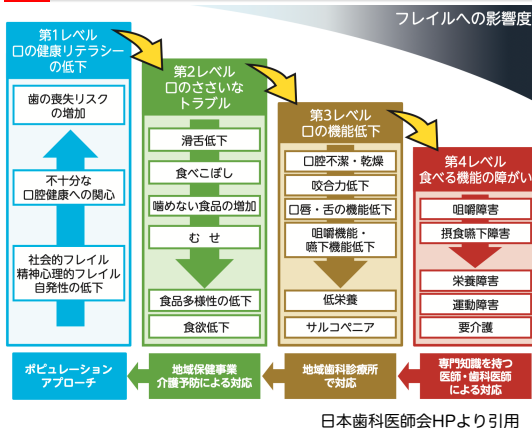 フレイルへの影響度
第1レベル
口の健康リテラシー
の低下
歯の喪失リスク
の増加
不十分な
口腔健康への関心
社会的フレイル
精神心理的フレイル
自発性の低下
ポピュレーション
アプローチ
第2レベル
口のささいな
トラブル
滑舌低下
食べこぼし
噛めない食品の増加
むせ
食品多様性の低下
食欲低下
地域保健事業
介護予防による対応
第3レベル
口の機能低下
口腔不潔・乾燥
咬合力低下
口唇・舌の機能低下
咀嚼機能・
嚥下機能低下
低栄養
サルコペニア
地域歯科診療所
で対応
第4レベル
食べる機能の障がい
咀嚼障害
摂食嚥下障害
栄養障害
運動障害
要介護
専門知識を持つ
医師・歯科医師
による対応
日本歯科医師会HPより引用